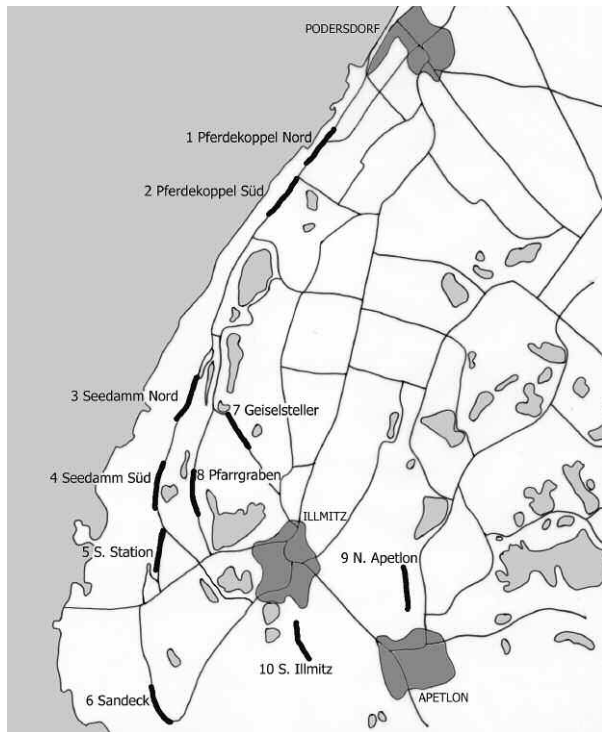 PODERSDORF
1 Pferdekoppel Nord
2 Pferdekoppel Süd
3 Seedamm Nord
7 Geiselsteller
4 Seedamm Süd
8 Pfarrgraben
ILLMITZ
5 S. Station
9 N. Apetlon
10 S. Illmitz
6 Sandeck
APETLON